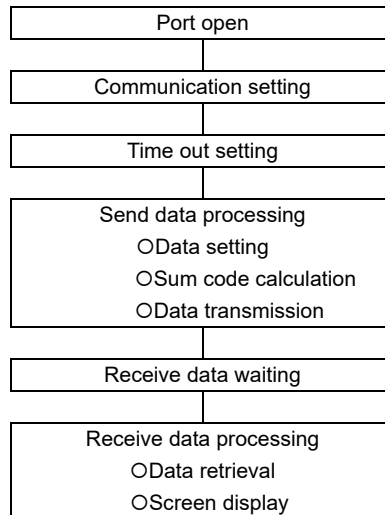 Port open
Communication setting
Time out setting
Send data processing
○Data setting
○Sum code calculation
○Data transmission
Receive data waiting
Receive data processing
○Data retrieval
○Screen display